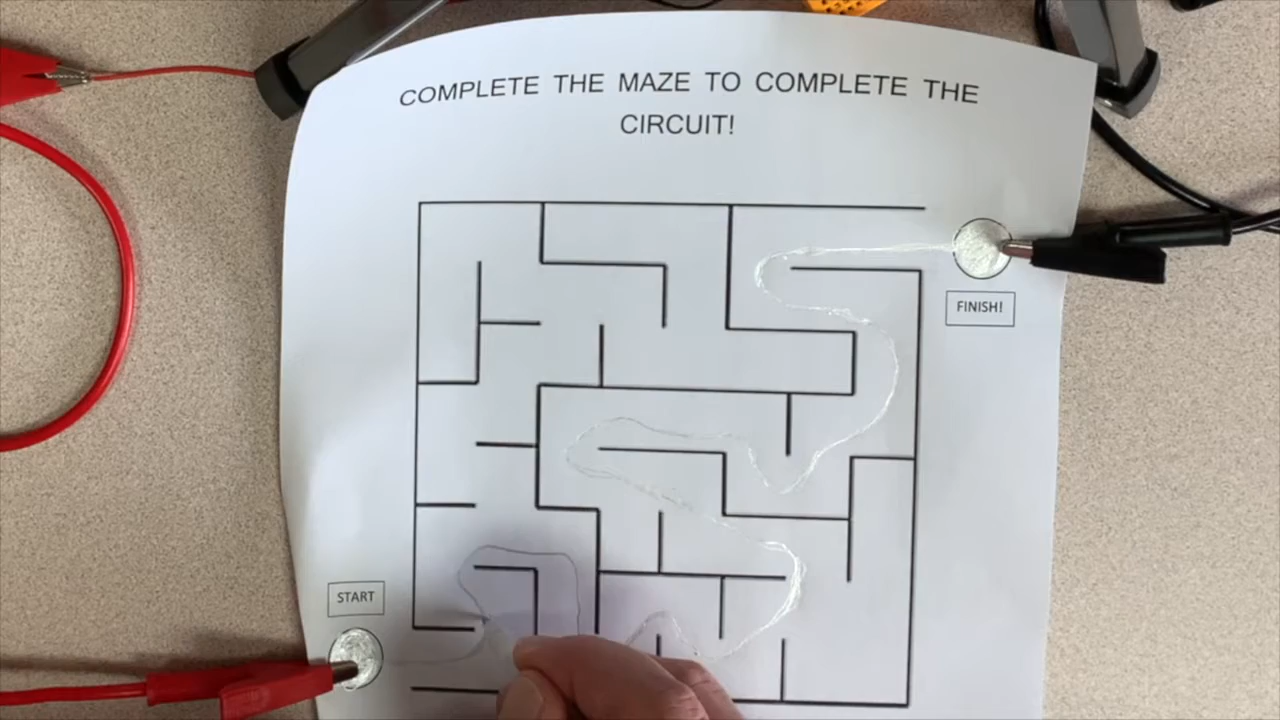 COMPLETE THE MAZE TO COMPLETE THE
CIRCUIT!
FINISH!
START